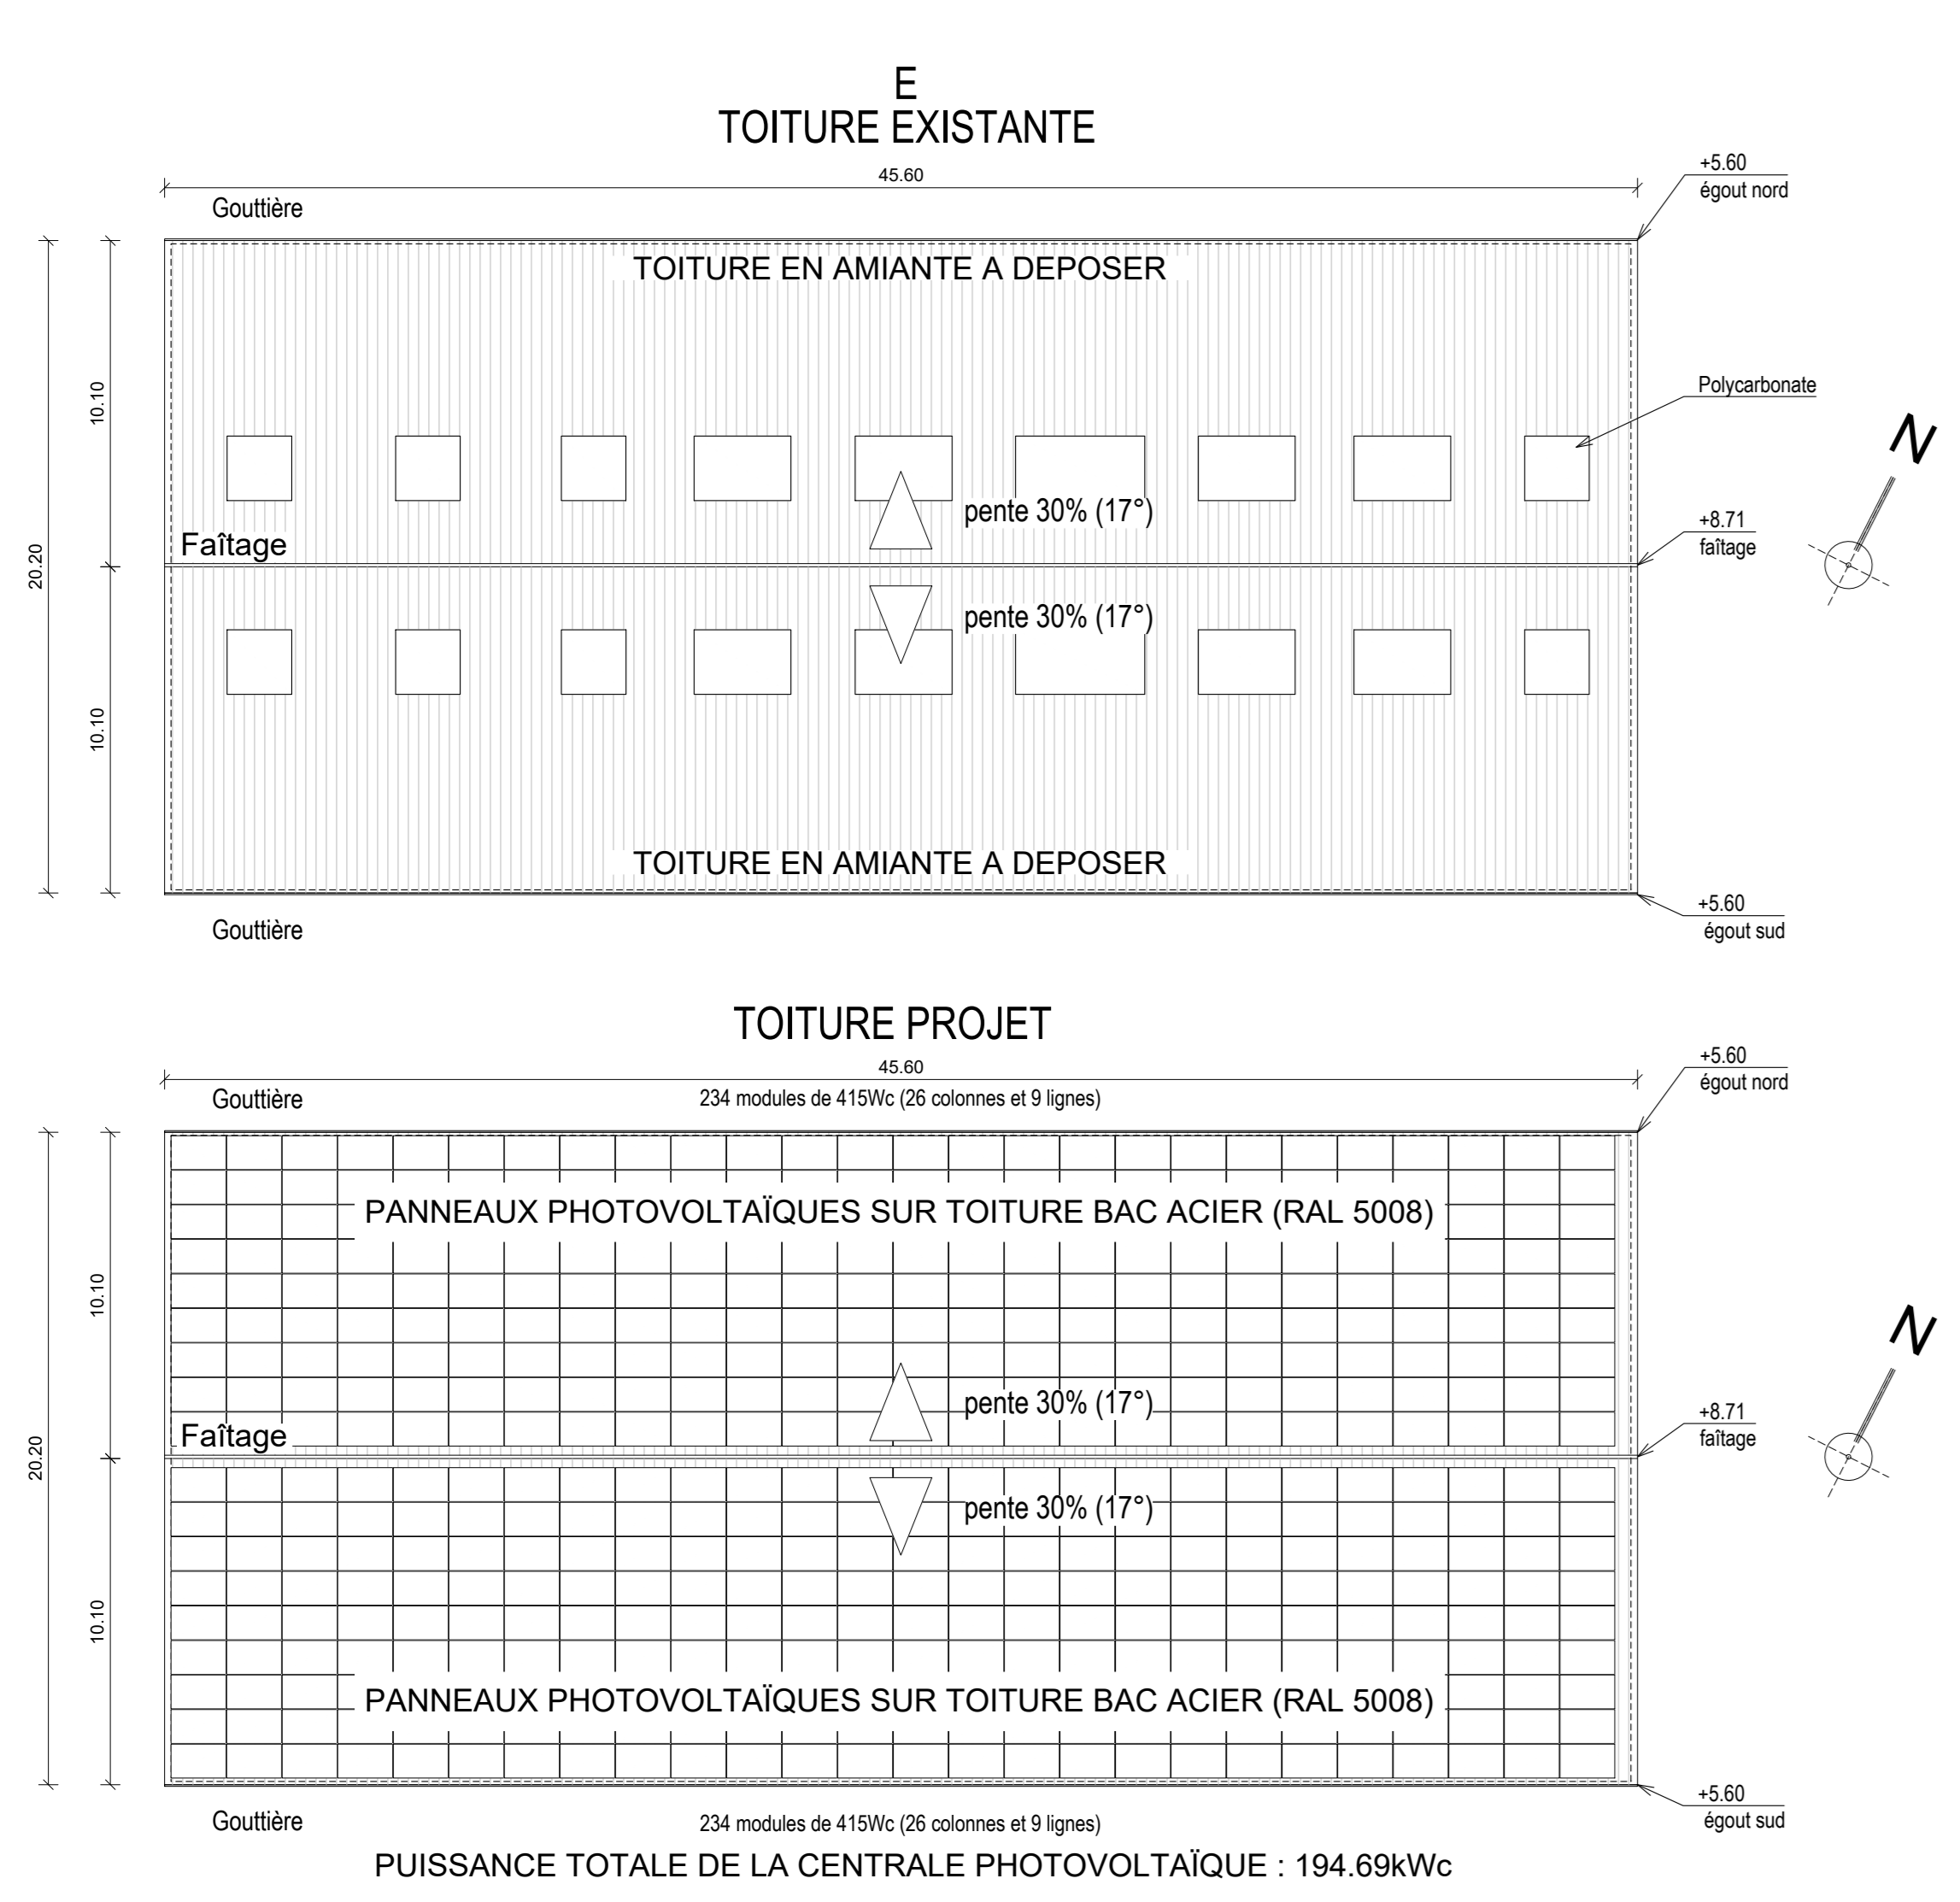 E
TOITURE EXISTANTE
45.60
+5.60
égout nord
Gouttière
TOITURE EN AMIANTE A DEPOSER
10.10
Polycarbonate
N
pente 30% (17°)
+8.71
faîtage
Faîtage
20.20
pente 30% (17°)
10.10
TOITURE EN AMIANTE A DEPOSER
+5.60
égout sud
Gouttière
TOITURE PROJET
45.60
+5.60
égout nord
Gouttière
234 modules de 415Wc (26 colonnes et 9 lignes)
PANNEAUX PHOTOVOLTAÏQUES SUR TOITURE BAC ACIER (RAL 5008)
10.10
N
pente 30% (17°)
+8.71
faîtage
Faîtage
20.20
pente 30% (17°)
10.10
PANNEAUX PHOTOVOLTAÏQUES SUR TOITURE BAC ACIER (RAL 5008)
+5.60
égout sud
Gouttière
234 modules de 415Wc (26 colonnes et 9 lignes)
PUISSANCE TOTALE DE LA CENTRALE PHOTOVOLTAÏQUE : 194.69kWc